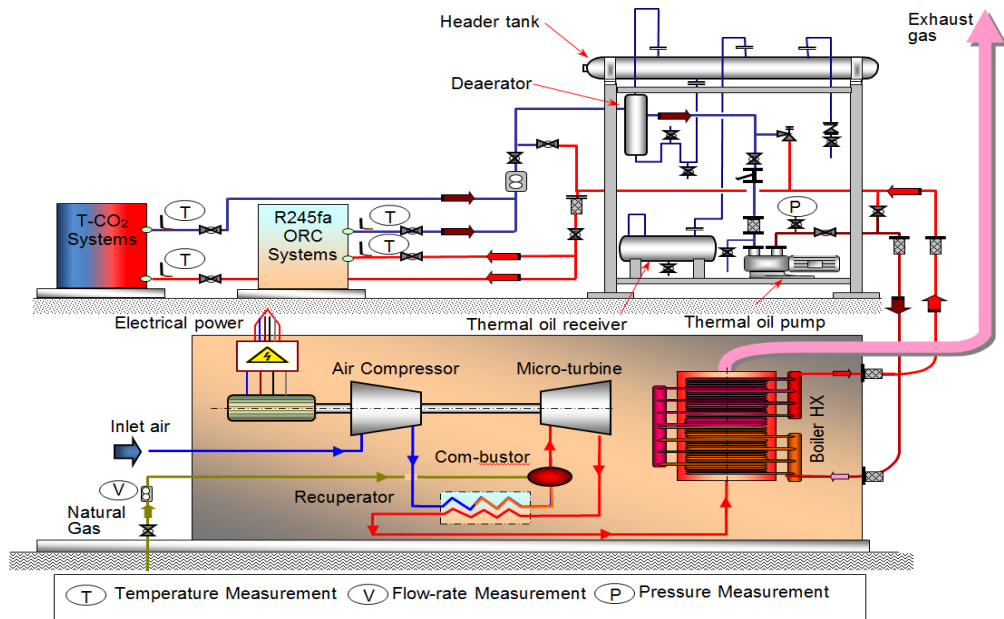 Header tank
Exhaust
gas
Deaerator
T-CO₂
Systems
T
T
R245fa
ORC
Systems
T
T
P
Electrical power
Thermal oil receiver
Thermal oil pump
Air Compressor
Micro-turbine
Inlet air
Com-bustor
Boiler HX
V
Recuperator
Natural
Gas
T Temperature Measurement V Flow-rate Measurement P Pressure Measurement